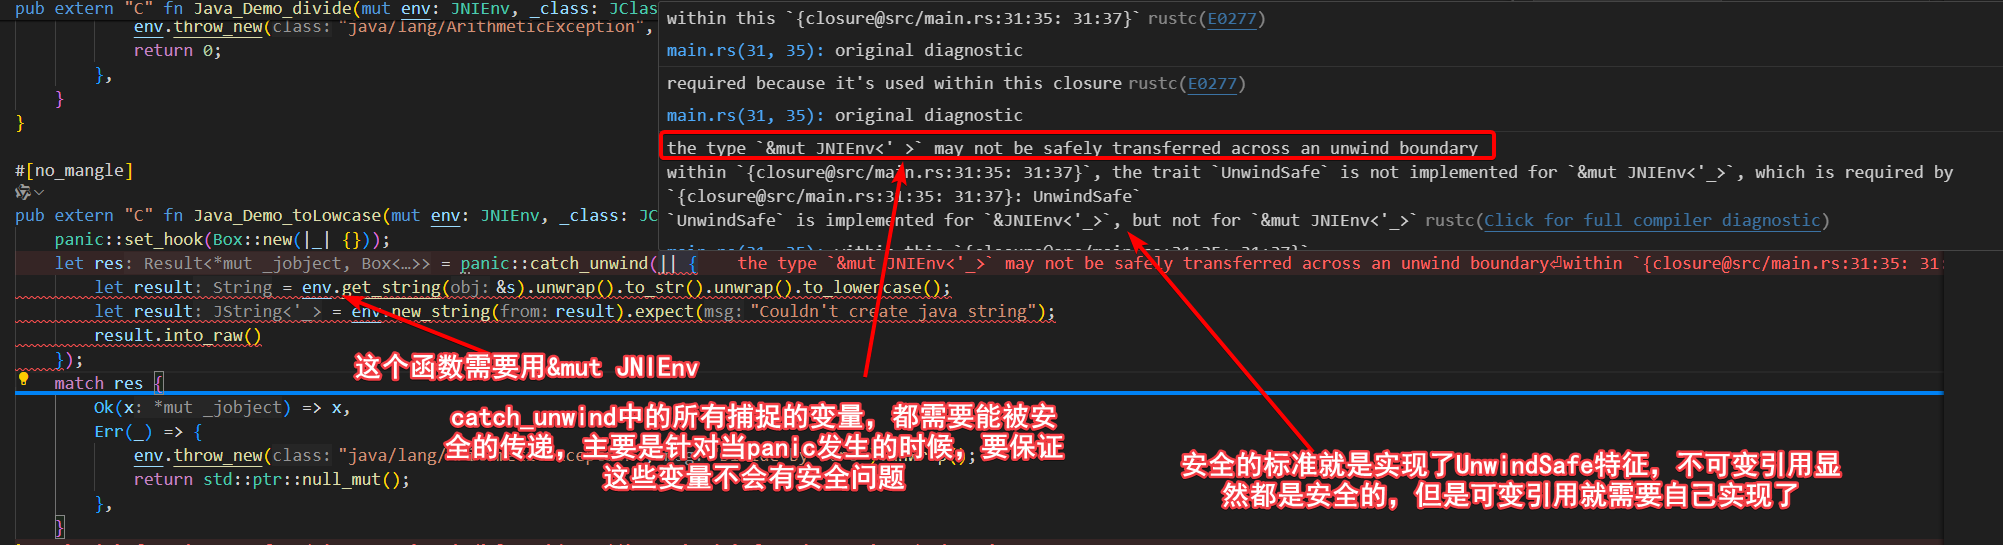 pub extern "C" fn Java_Demo_divide(mut env: JNIEnv, _class: JClas
env.throw_new(class: "java/lang/ArithmeticException",
return 0;
},
}
}
#[no_mangle]
pub extern "C" fn Java_Demo_toLowcase(mut env: JNIEnv, _class: JC
panic::set_hook(Box::new(|_| {}));
let res: Result<*mut _jobject, Box<…>> = panic::catch_unwind(|| { the type `&mut JNIEnv<'_>` may not be safely transferred across an unwind boundary⏎within `{closure@src/main.rs:31:35: 31:
let result: String = env.get_string(obj: &s).unwrap().to_str().unwrap().to_lowercase();
let result: JString<'_> = env.new_string(from: result).expect(msg: "Couldn't create java string");
result.into_raw()
});
match res {
Ok(x: *mut _jobject) => x,
Err(_) => {
env.throw_new(class: "java/lang/
return std::ptr::null_mut();
},
}
within this `{closure@src/main.rs:31:35: 31:37}` rustc(E0277)
main.rs(31, 35): original diagnostic
required because it's used within this closure rustc(E0277)
main.rs(31, 35): original diagnostic
the type `&mut JNIEnv<'_>` may not be safely transferred across an unwind boundary
within `{closure@src/main.rs:31:35: 31:37}`, the trait `UnwindSafe` is not implemented for `&mut JNIEnv<'_>`, which is required by
`{closure@src/main.rs:31:35: 31:37}: UnwindSafe`
`UnwindSafe` is implemented for `&JNIEnv<'_>`, but not for `&mut JNIEnv<'_>` rustc(Click for full compiler diagnostic)
main.rs(31, 35): within this `{closure@src/main.rs:31:35: 31:37}`
这个函数需要用&mut JNIEnv
catch_unwind中的所有捕捉的变量，都需要能被安
全的传递，主要是针对当panic发生的时候，要保证
这些变量不会有安全问题
安全的标准就是实现了UnwindSafe特征，不可变引用显
然都是安全的，但是可变引用就需要自己实现了